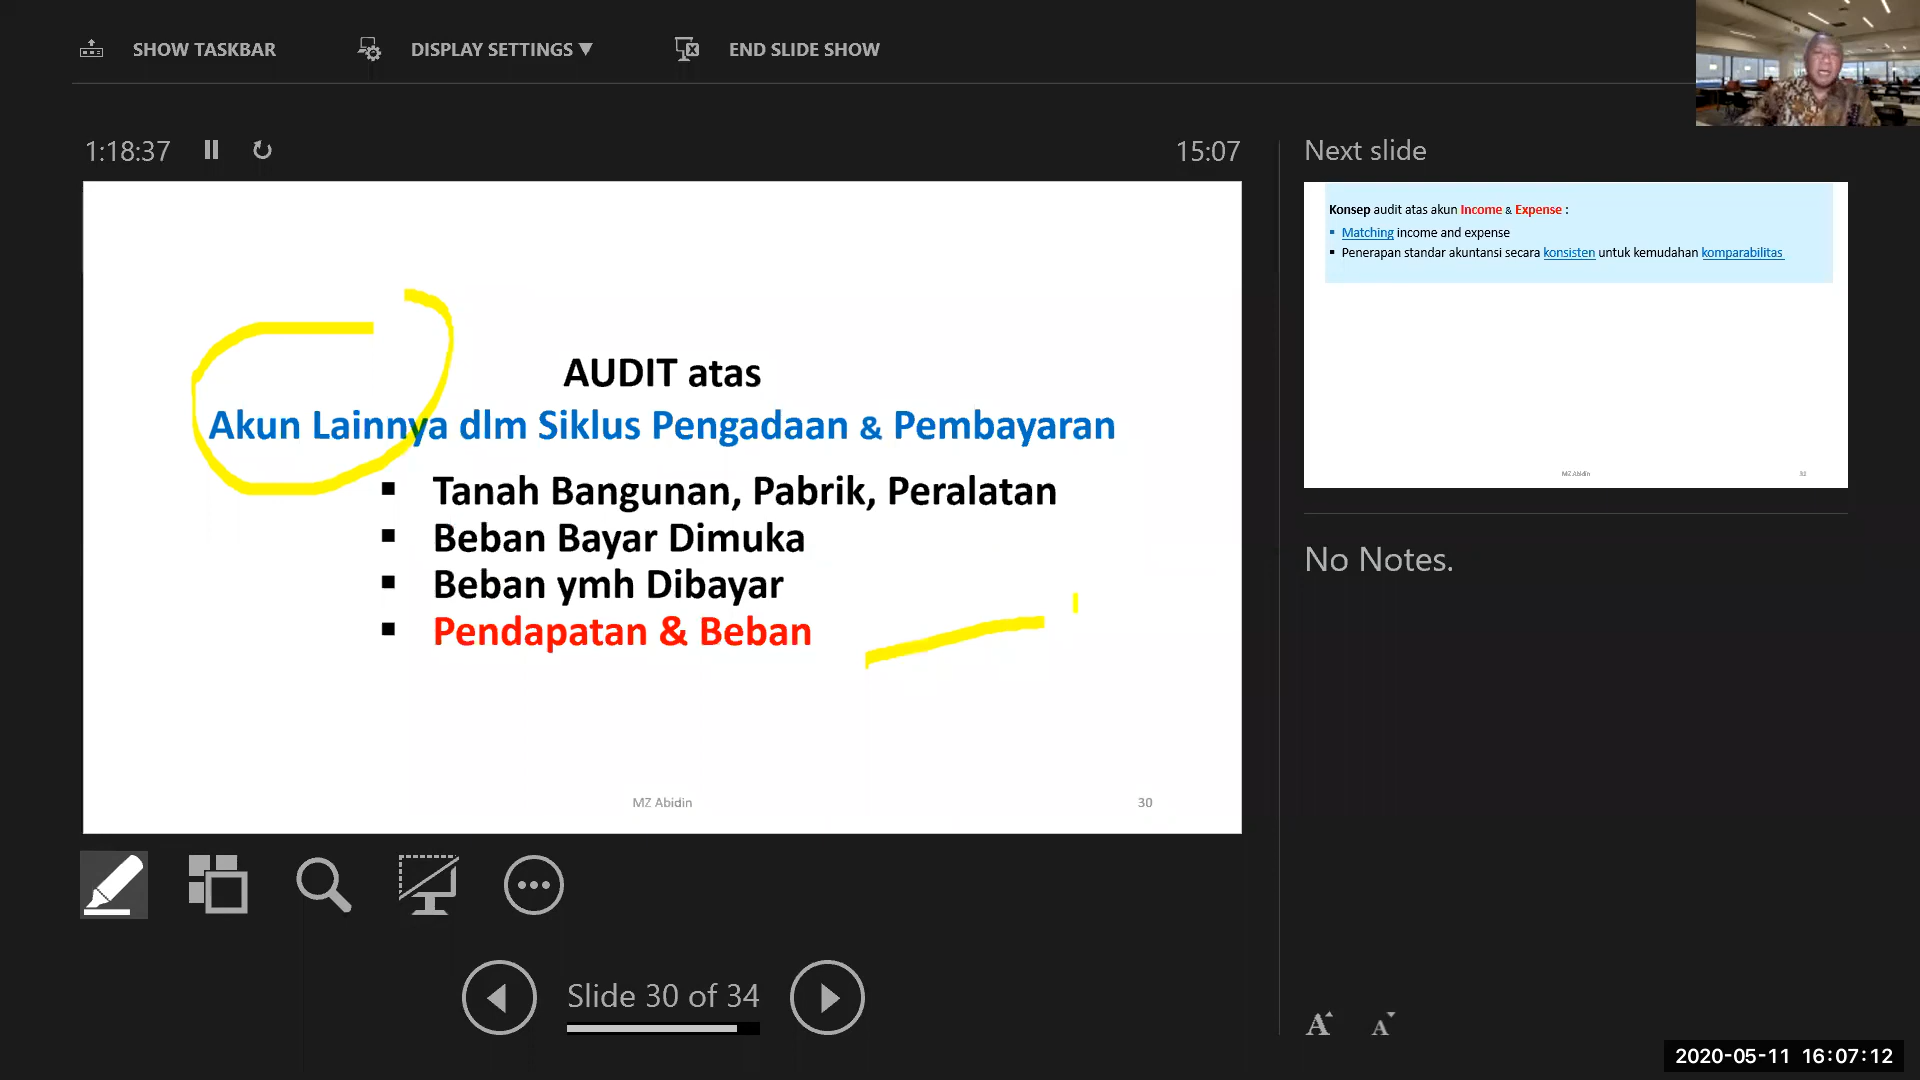 SHOW TASKBAR
DISPLAY SETTINGS ▼
END SLIDE SHOW
1:18:37
15:07
AUDIT atas
Akun Lainnya dlm Siklus Pengadaan & Pembayaran
▪ Tanah Bangunan, Pabrik, Peralatan
▪ Beban Bayar Dimuka
▪ Beban ymh Dibayar
▪ Pendapatan & Beban
MZ Abidin
30
Slide 30 of 34
Next slide
Konsep audit atas akun Income & Expense :
▪ Matching income and expense
▪ Penerapan standar akuntansi secara konsisten untuk kemudahan komparabilitas
MZ Abidin
No Notes.
A A
2020-05-11 16:07:12